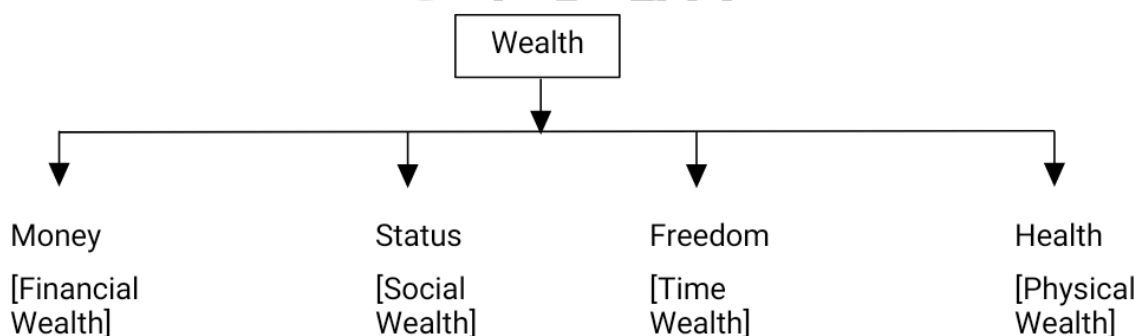 Wealth
Money
Status
Freedom
Health
[Financial
Wealth]
[Social
Wealth]
[Time
Wealth]
[Physical
Wealth]